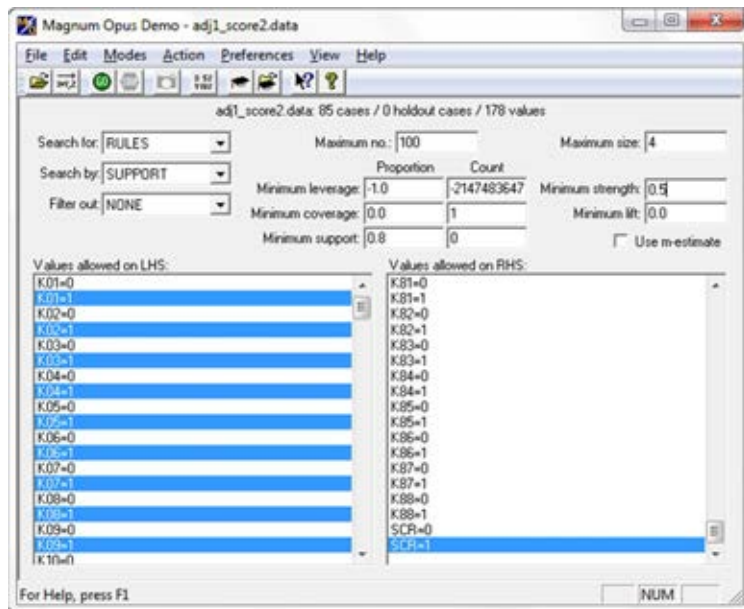 Magnum Opus Demo - adj1_score2.data
File Edit Modes Action Preferences View Help
adj1_score2.data: 85 cases / 0 holdout cases / 178 values
Search for: RULES Maximum no.: 100 Maximum size: 4
Search by: SUPPORT Proportion Count
Minimum leverage: -1.0 -2147483647 Minimum strength: 0.5
Filter out: NONE Minimum coverage: 0.0 1 Minimum lift: 0.0
Minimum support: 0.8 0 Use m-estimate
Values allowed on LHS:
K01=0
K01=1
K02=0
K02=1
K03=0
K03=1
K04=0
K04=1
K05=0
K05=1
K06=0
K06=1
K07=0
K07=1
K08=0
K08=1
K09=0
K09=1
K10=0
Values allowed on RHS:
K81=0
K81=1
K82=0
K82=1
K83=0
K83=1
K84=0
K84=1
K85=0
K85=1
K86=0
K86=1
K87=0
K87=1
K88=0
K88=1
SCR=0
SCR=1
For Help, press F1 NUM